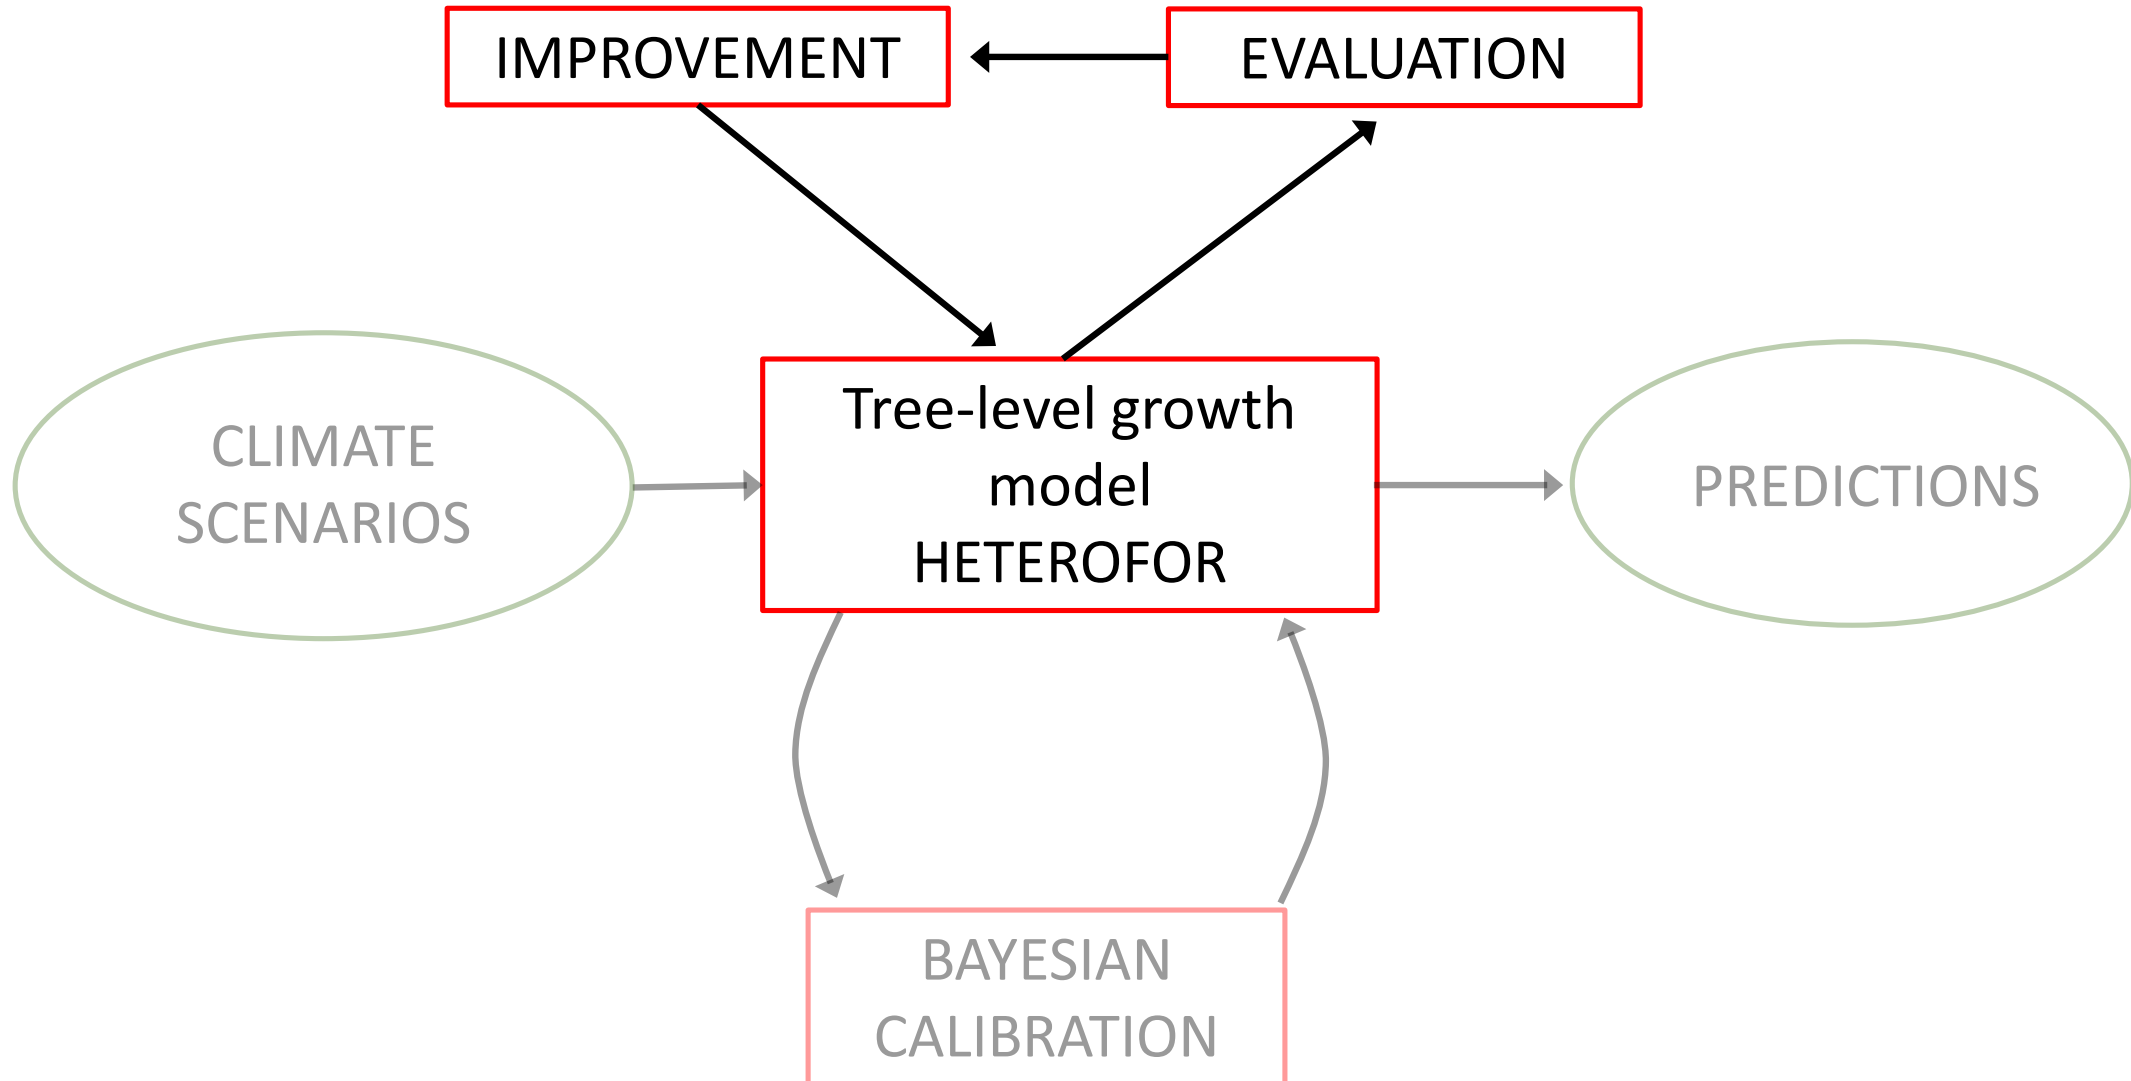 IMPROVEMENT
EVALUATION
Tree-level growth
model
HETEROFOR
CLIMATE
SCENARIOS
PREDICTIONS
BAYESIAN
CALIBRATION